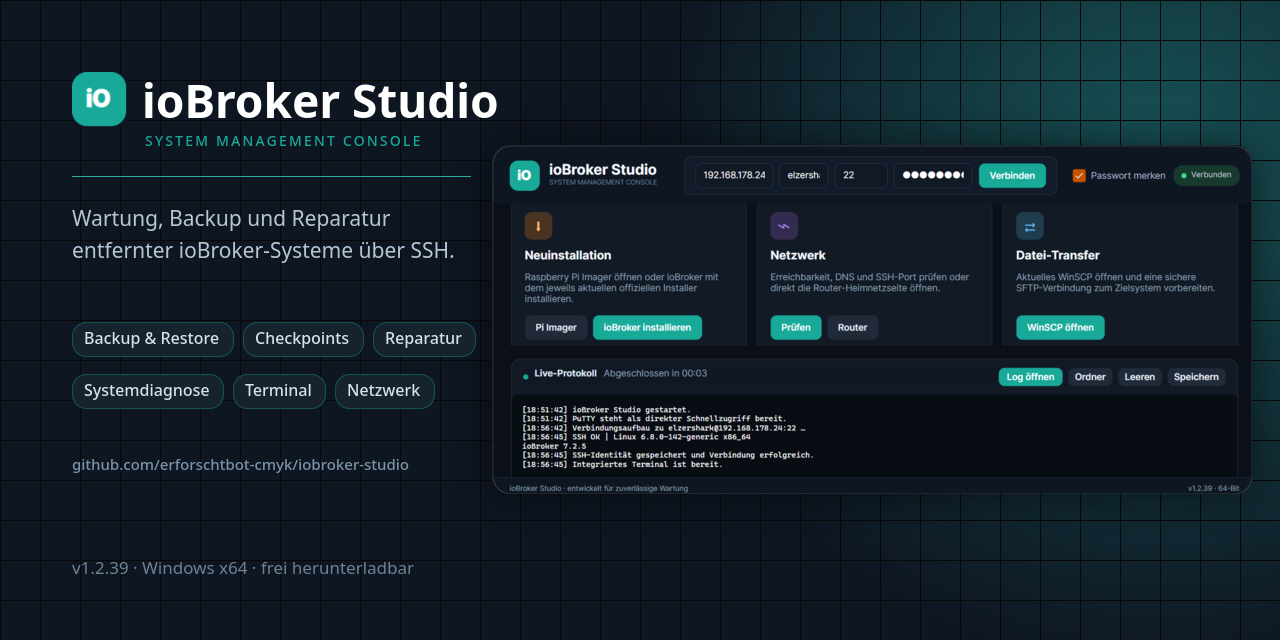 iO ioBroker Studio
SYSTEM MANAGEMENT CONSOLE
Wartung, Backup und Reparatur
entfernter ioBroker-Systeme über SSH.
Backup & Restore Checkpoints Reparatur
Systemdiagnose Terminal Netzwerk
github.com/erforschtbot-cmyk/iobroker-studio
v1.2.39 · Windows x64 · frei herunterladbar
iO ioBroker Studio
SYSTEM MANAGEMENT CONSOLE
192.168.178.24 elzersh 22 Verbinden Passwort merken Verbunden
Neuinstallation
Raspberry Pi Imager öffnen oder ioBroker mit
dem jeweils aktuellen offiziellen Installer
installieren.
Pi Imager ioBroker installieren
Netzwerk
Erreichbarkeit, DNS und SSH-Port prüfen oder
direkt die Router-Heimnetzseite öffnen.
Prüfen Router
Datei-Transfer
Aktuelles WinSCP öffnen und eine sichere
SFTP-Verbindung zum Zielsystem vorbereiten.
WinSCP öffnen
Live-Protokoll Abgeschlossen in 00:03 Log öffnen Ordner Leeren Speichern
[18:51:42] ioBroker Studio gestartet.
[18:51:42] PuTTY steht als direkter Schnellzugriff bereit.
[18:56:42] Verbindungsaufbau zu elzershark@192.168.178.24:22 …
[18:56:45] SSH OK | Linux 6.8.0-142-generic x86_64
ioBroker 7.2.5
[18:56:45] SSH-Identität gespeichert und Verbindung erfolgreich.
[18:56:45] Integriertes Terminal ist bereit.
ioBroker Studio · entwickelt für zuverlässige Wartung v1.2.39 · 64-Bit